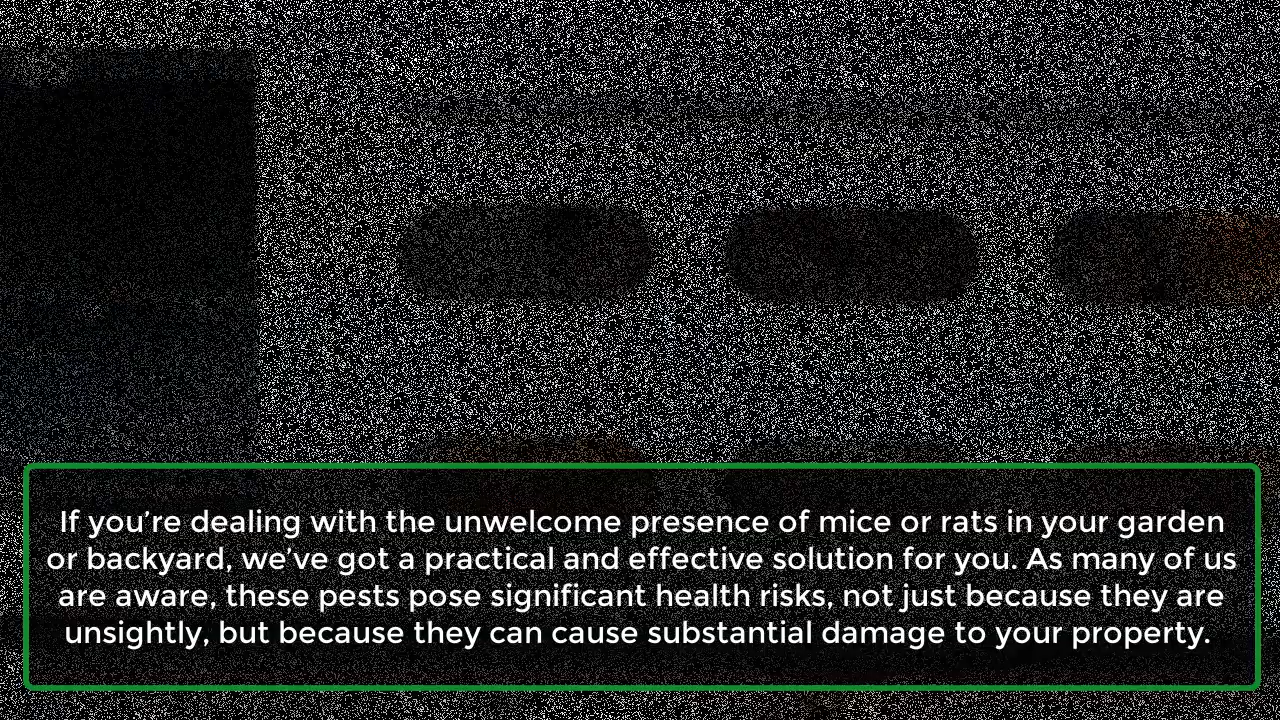 If you’re dealing with the unwelcome presence of mice or rats in your garden
or backyard, we’ve got a practical and effective solution for you. As many of us
are aware, these pests pose significant health risks, not just because they are
unsightly, but because they can cause substantial damage to your property.